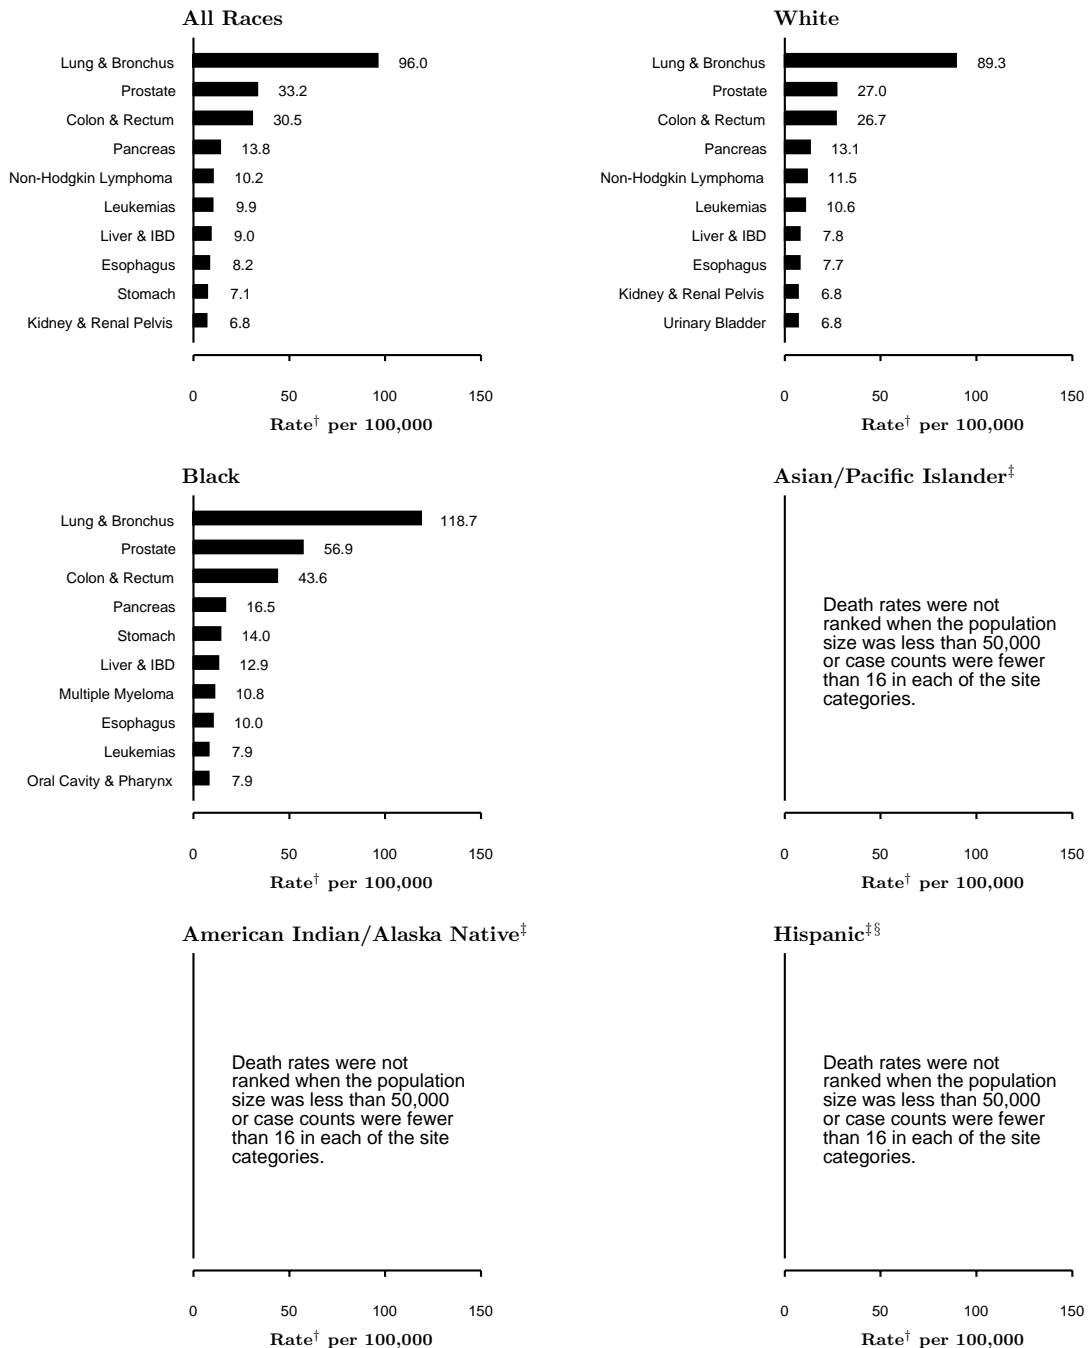 All Races
Lung & Bronchus 96.0
Prostate 33.2
Colon & Rectum 30.5
Pancreas 13.8
Non-Hodgkin Lymphoma 10.2
Leukemias 9.9
Liver & IBD 9.0
Esophagus 8.2
Stomach 7.1
Kidney & Renal Pelvis 6.8
0 50 100 150
Rate† per 100,000
White
Lung & Bronchus 89.3
Prostate 27.0
Colon & Rectum 26.7
Pancreas 13.1
Non-Hodgkin Lymphoma 11.5
Leukemias 10.6
Liver & IBD 7.8
Esophagus 7.7
Kidney & Renal Pelvis 6.8
Urinary Bladder 6.8
0 50 100 150
Rate† per 100,000
Black
Lung & Bronchus 118.7
Prostate 56.9
Colon & Rectum 43.6
Pancreas 16.5
Stomach 14.0
Liver & IBD 12.9
Multiple Myeloma 10.8
Esophagus 10.0
Leukemias 7.9
Oral Cavity & Pharynx 7.9
0 50 100 150
Rate† per 100,000
Asian/Pacific Islander‡
Death rates were not
ranked when the population
size was less than 50,000
or case counts were fewer
than 16 in each of the site
categories.
0 50 100 150
Rate† per 100,000
American Indian/Alaska Native‡
Death rates were not
ranked when the population
size was less than 50,000
or case counts were fewer
than 16 in each of the site
categories.
0 50 100 150
Rate† per 100,000
Hispanic‡§
Death rates were not
ranked when the population
size was less than 50,000
or case counts were fewer
than 16 in each of the site
categories.
0 50 100 150
Rate† per 100,000